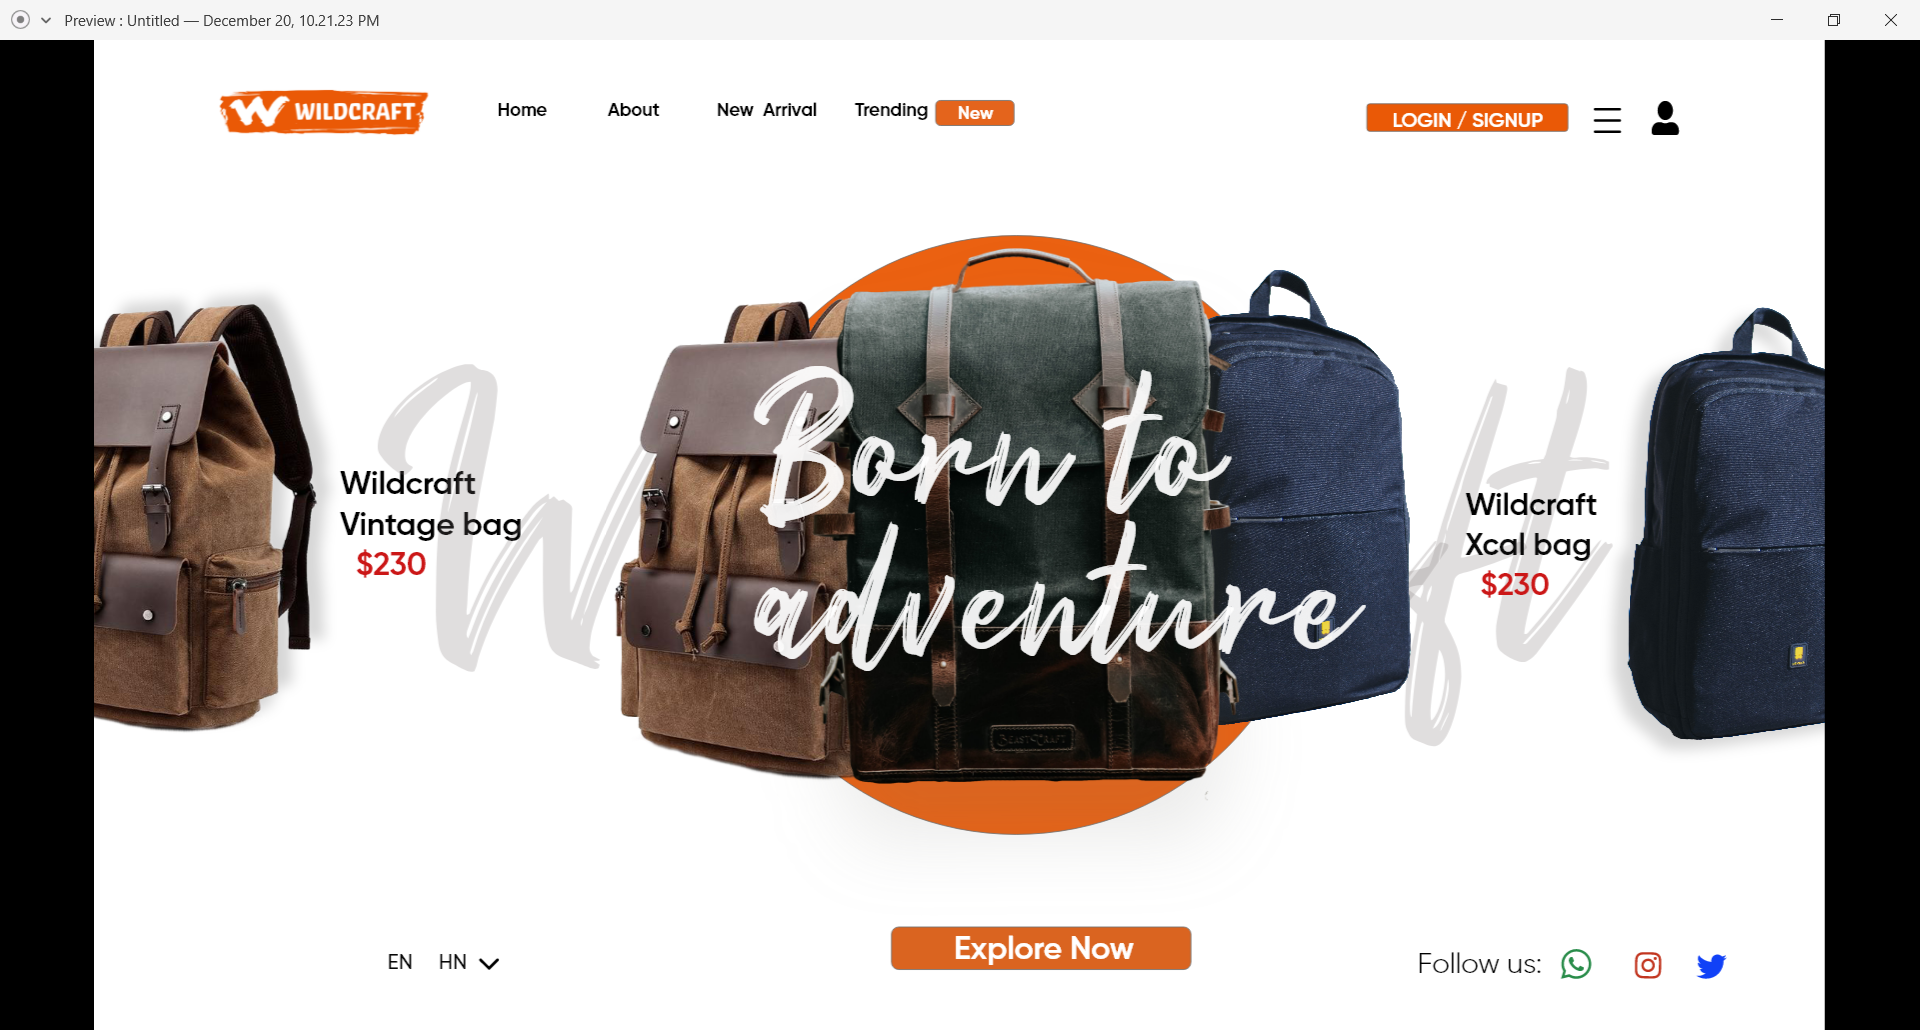 Preview : Untitled — December 20, 10.21.23 PM
WILDCRAFT
Home
About
New Arrival
Trending
New
LOGIN / SIGNUP
Born to
adventure
Wildcraft
Vintage bag
$230
Wildcraft
Xcal bag
$230
EN
HN
Explore Now
Follow us: